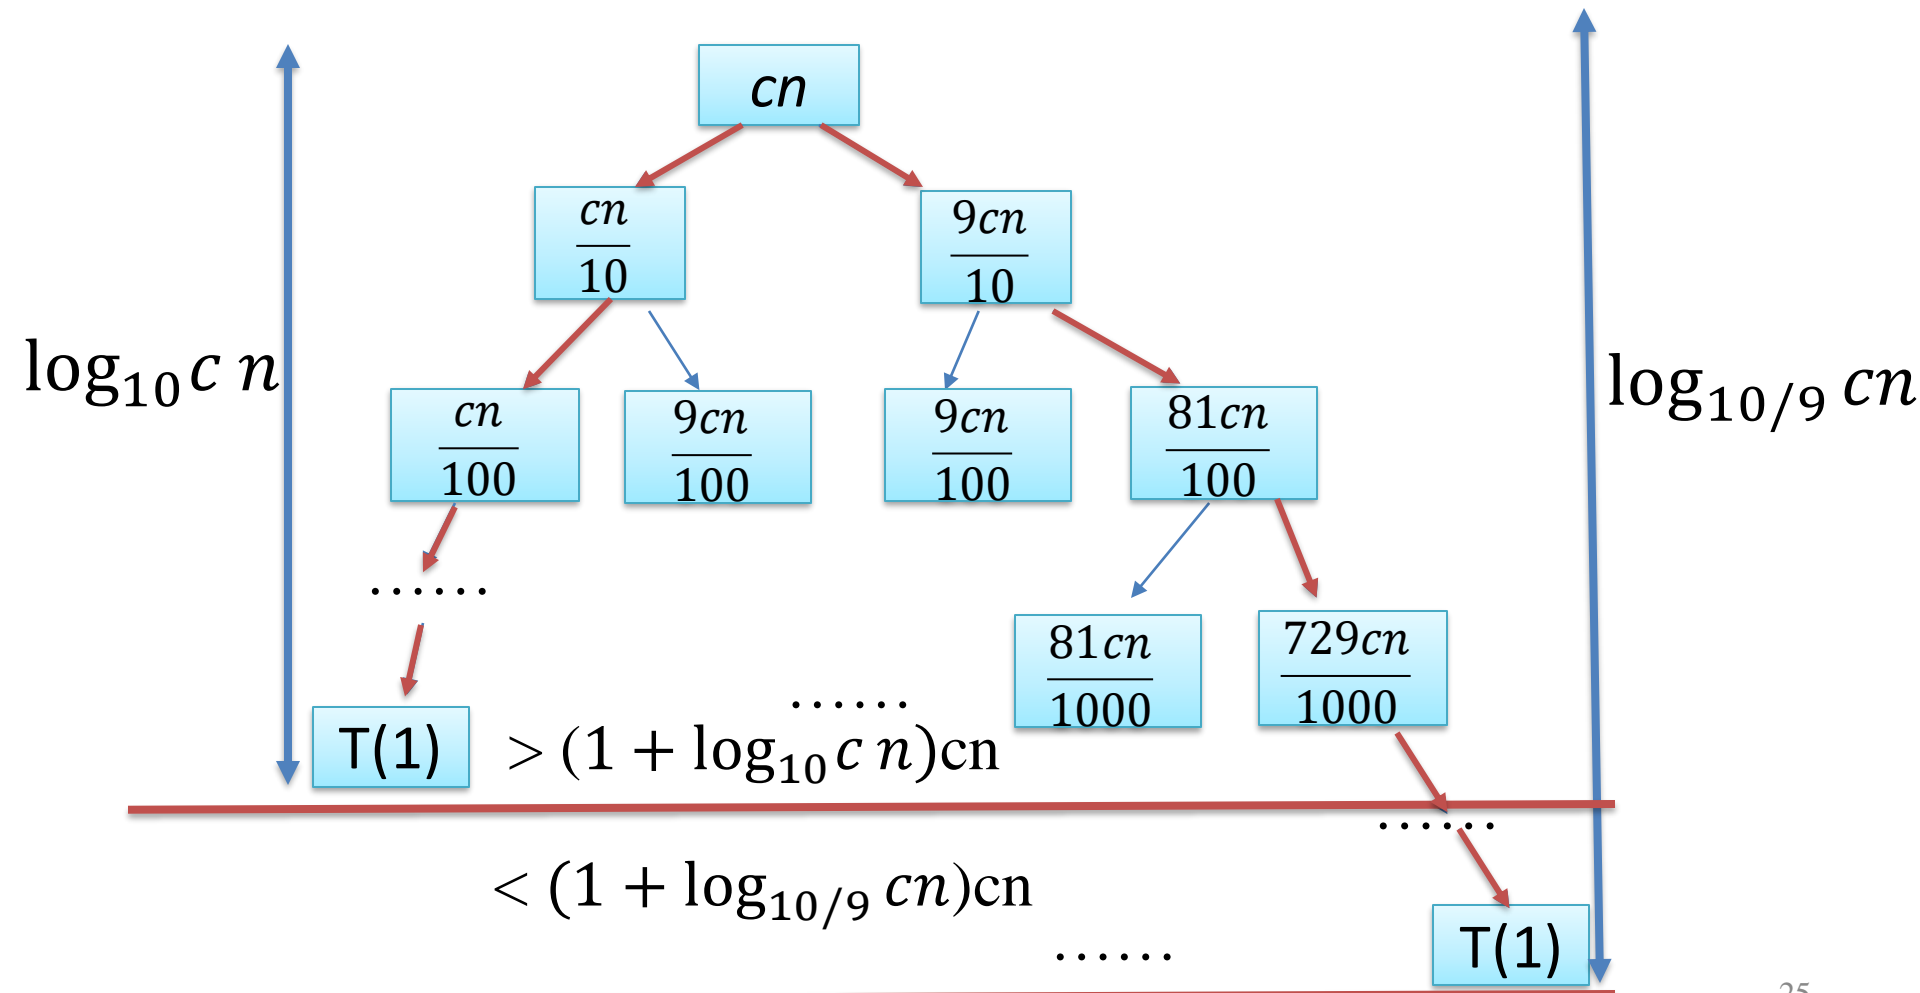 cn
cn/10
9cn/10
log₁₀c n
log₁₀/₉ cn
cn/100
9cn/100
9cn/100
81cn/100
......
81cn/1000
729cn/1000
......
T(1)
> (1 + log₁₀c n)cn
......
< (1 + log₁₀/₉ cn)cn
......
T(1)
25